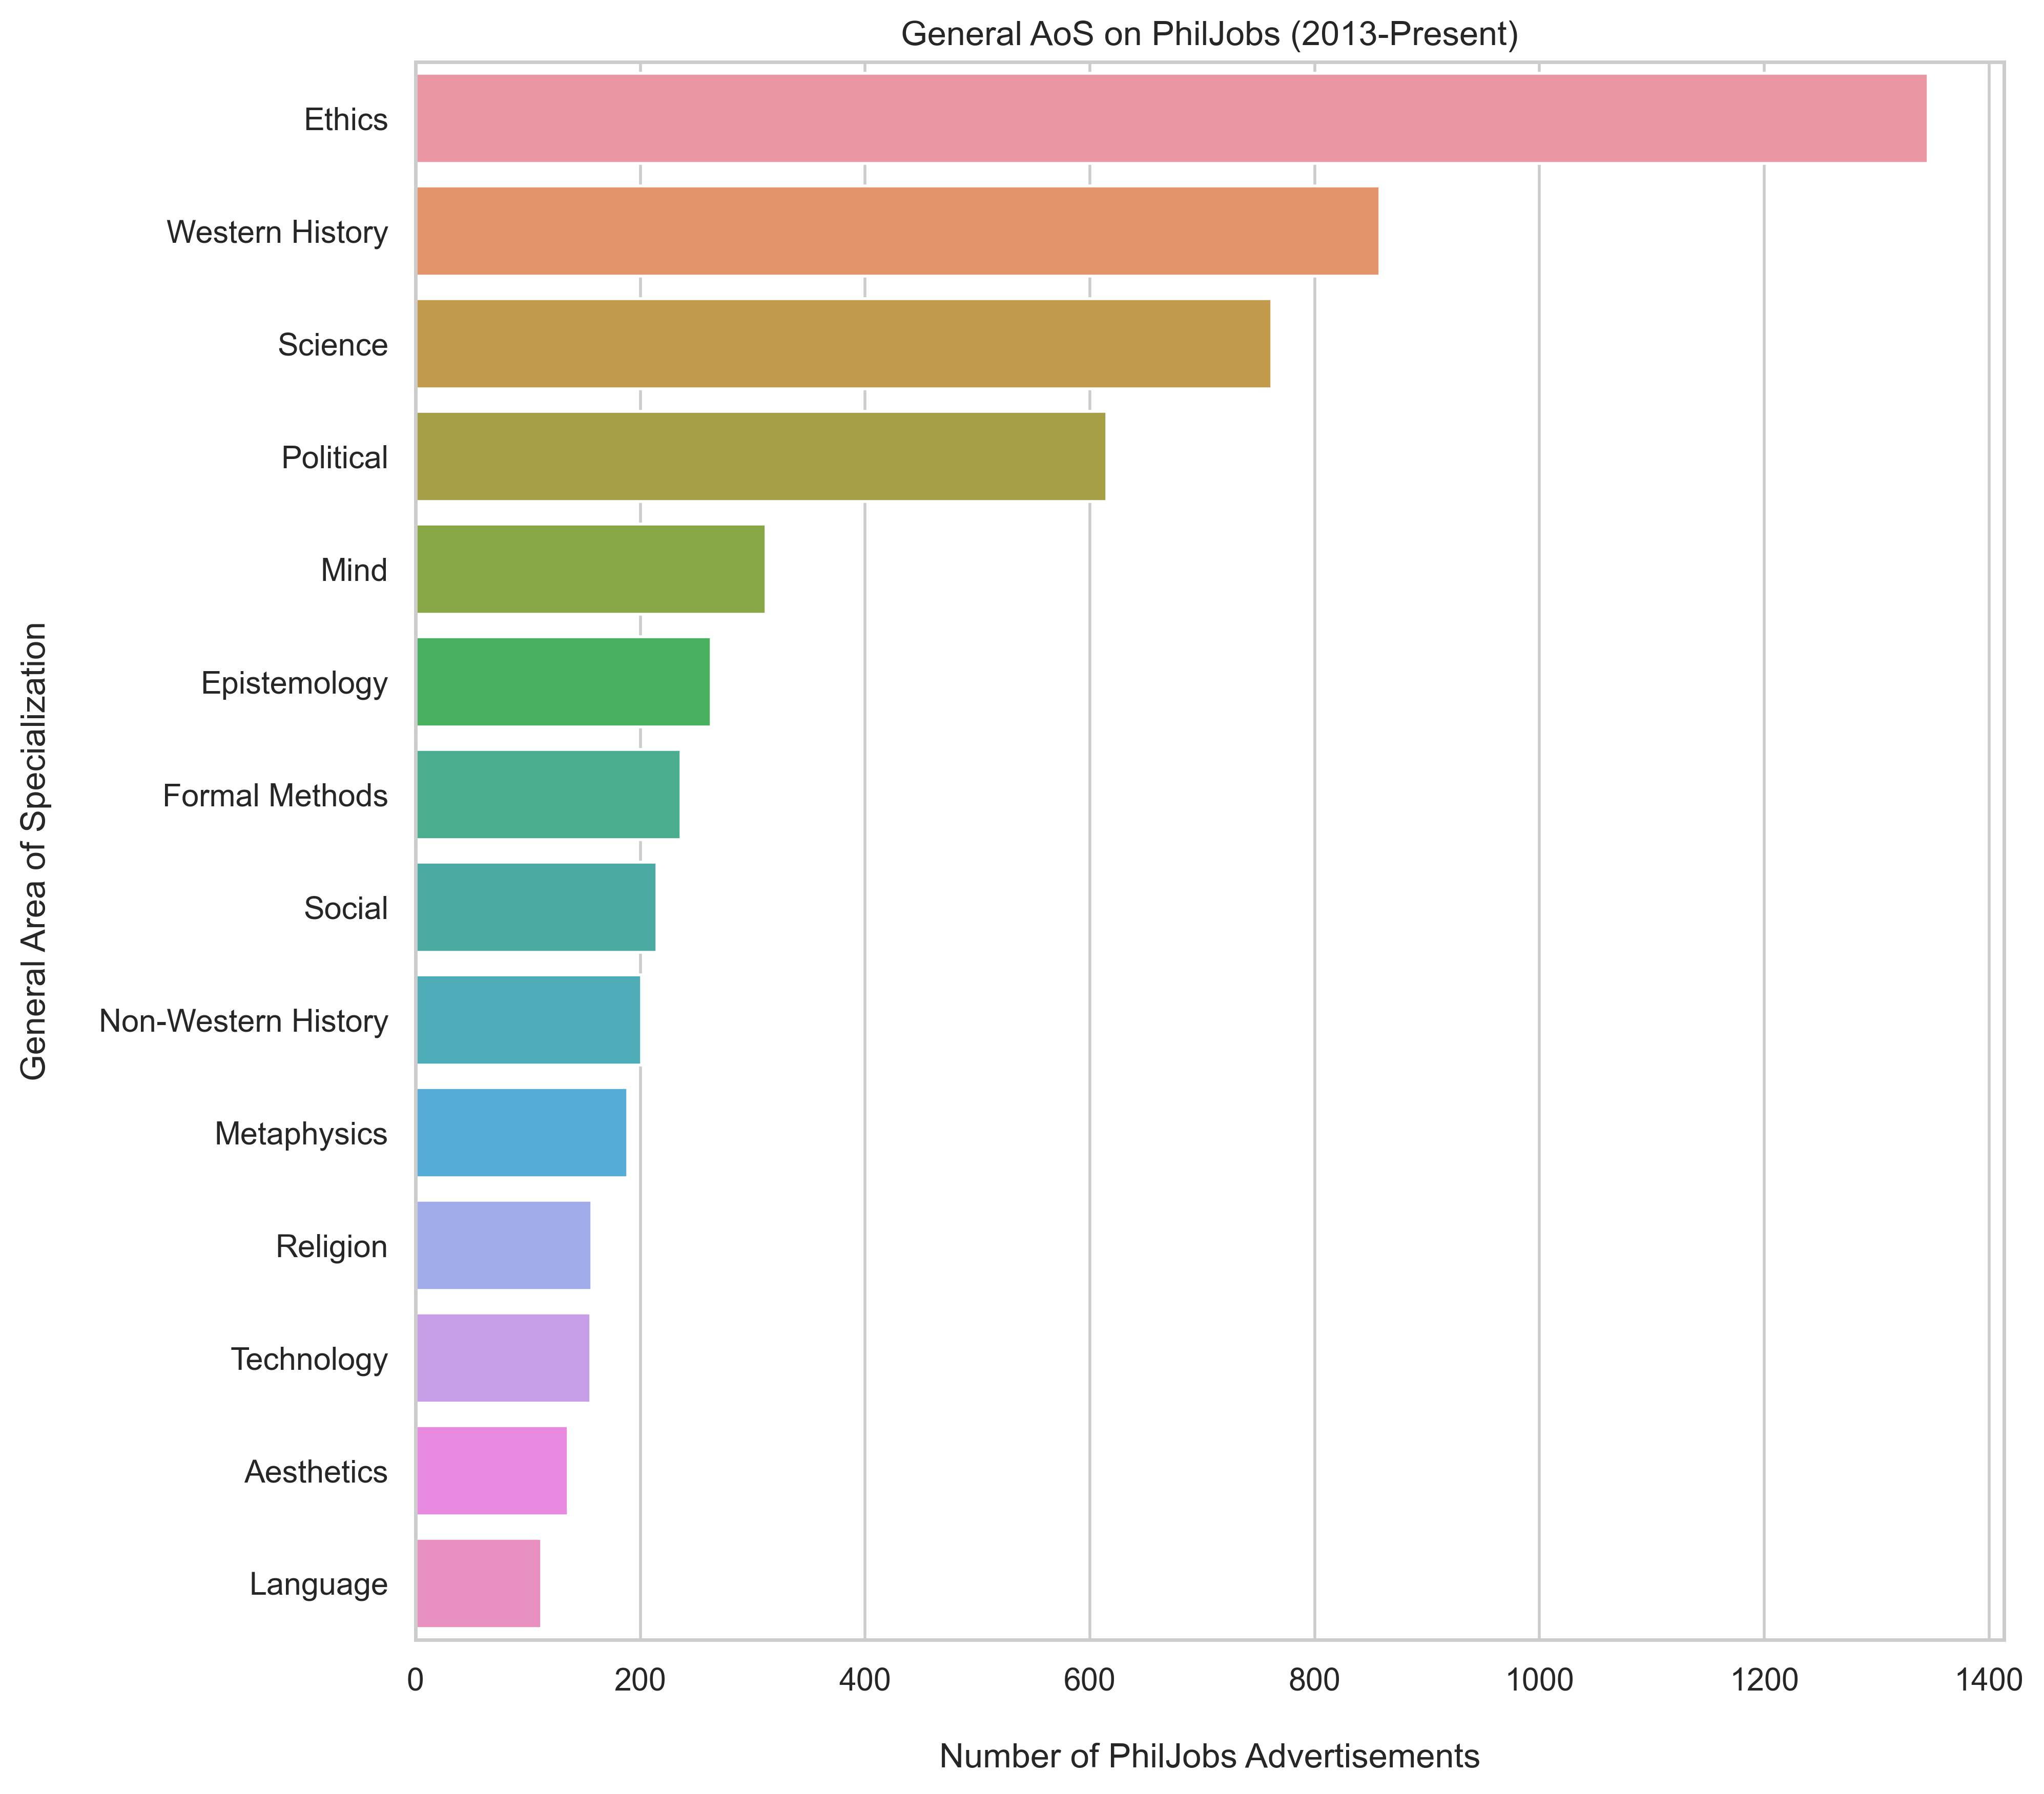 General AoS on PhilJobs (2013-Present)
General Area of Specialization
Ethics
Western History
Science
Political
Mind
Epistemology
Formal Methods
Social
Non-Western History
Metaphysics
Religion
Technology
Aesthetics
Language
0 200 400 600 800 1000 1200 1400
Number of PhilJobs Advertisements